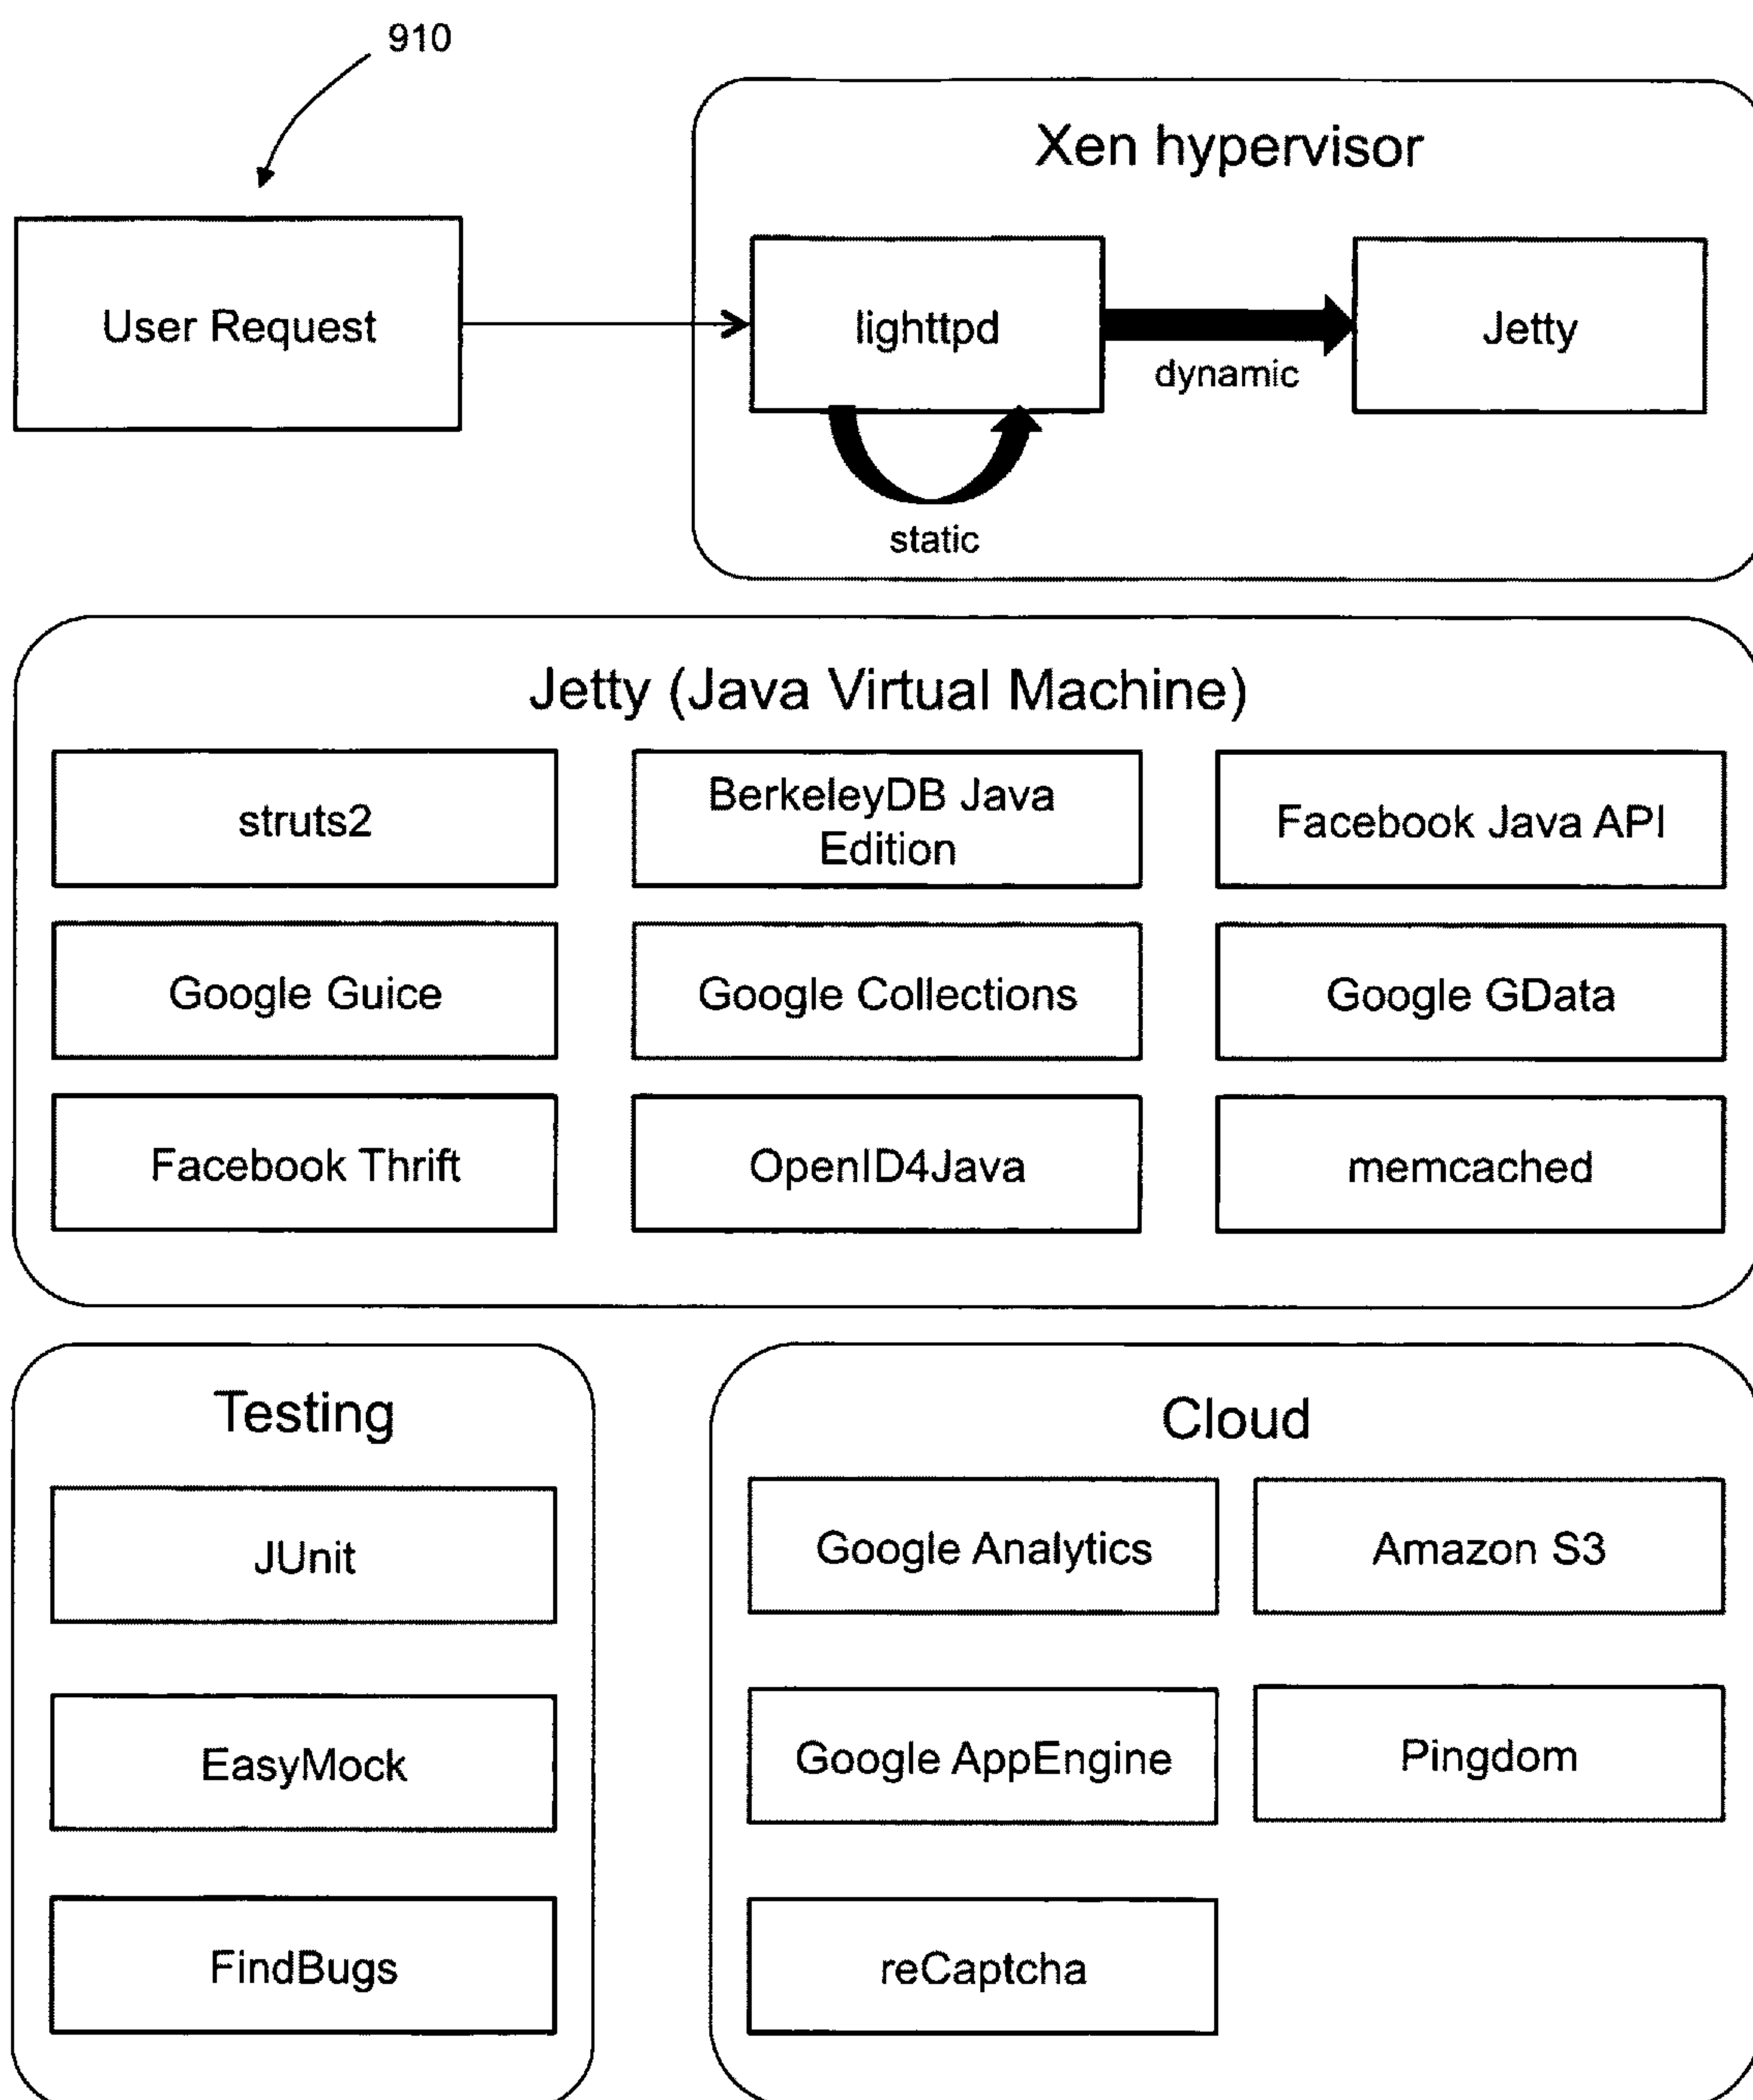 910
Xen hypervisor
User Request
lighttpd
Jetty
dynamic
static
Jetty (Java Virtual Machine)
struts2
BerkeleyDB Java
Edition
Facebook Java API
Google Guice
Google Collections
Google GData
Facebook Thrift
OpenID4Java
memcached
Testing
JUnit
EasyMock
FindBugs
Cloud
Google Analytics
Amazon S3
Google AppEngine
Pingdom
reCaptcha